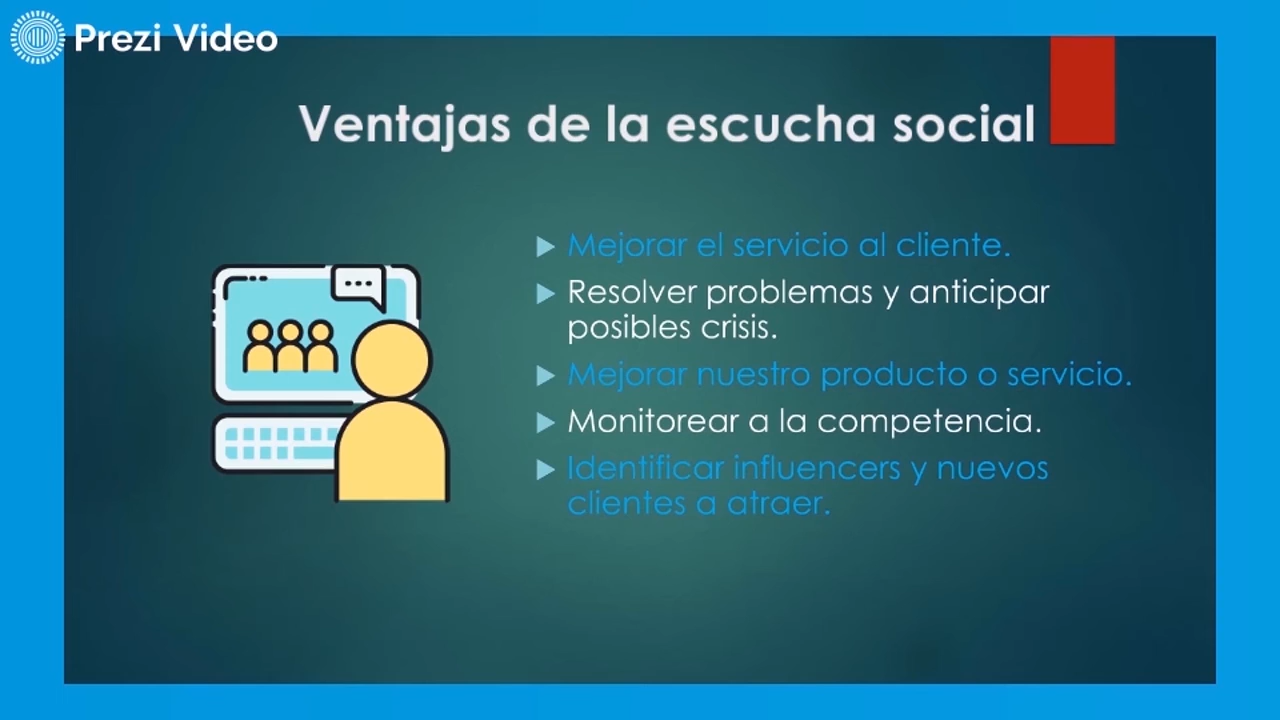 Prezi Video
Ventajas de la escucha social
Mejorar el servicio al cliente.
Resolver problemas y anticipar
posibles crisis.
Mejorar nuestro producto o servicio.
Monitorear a la competencia.
Identificar influencers y nuevos
clientes a atraer.